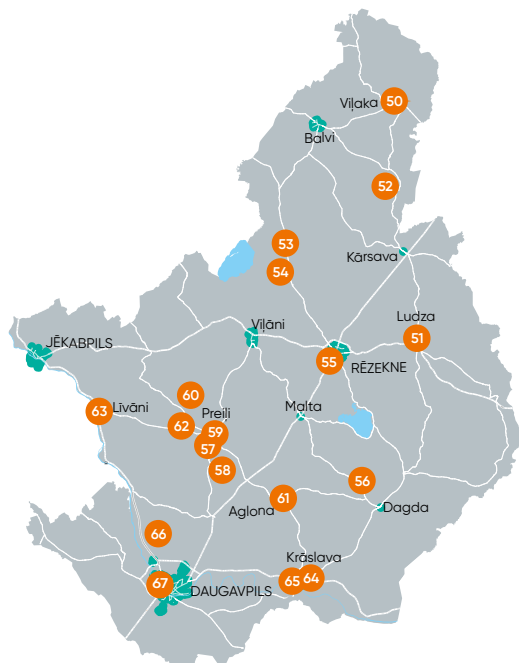 Viļaka 50
Balvi
52
53
Kārsava
54
Ludza
Viļāni
51
JĒKABPILS
55
RĒZEKNE
60
63 Līvāni
Preiļi
Malta
62
59
57
58
56
61
Aglona
Dagda
66
Krāslava
65 64
67
DAUGAVPILS